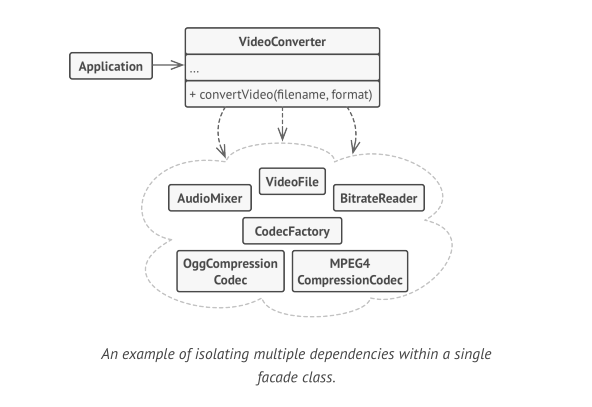 VideoConverter
Application
...
+ convertVideo(filename, format)
VideoFile
AudioMixer
BitrateReader
CodecFactory
OggCompression
Codec
MPEG4
CompressionCodec
An example of isolating multiple dependencies within a single
facade class.